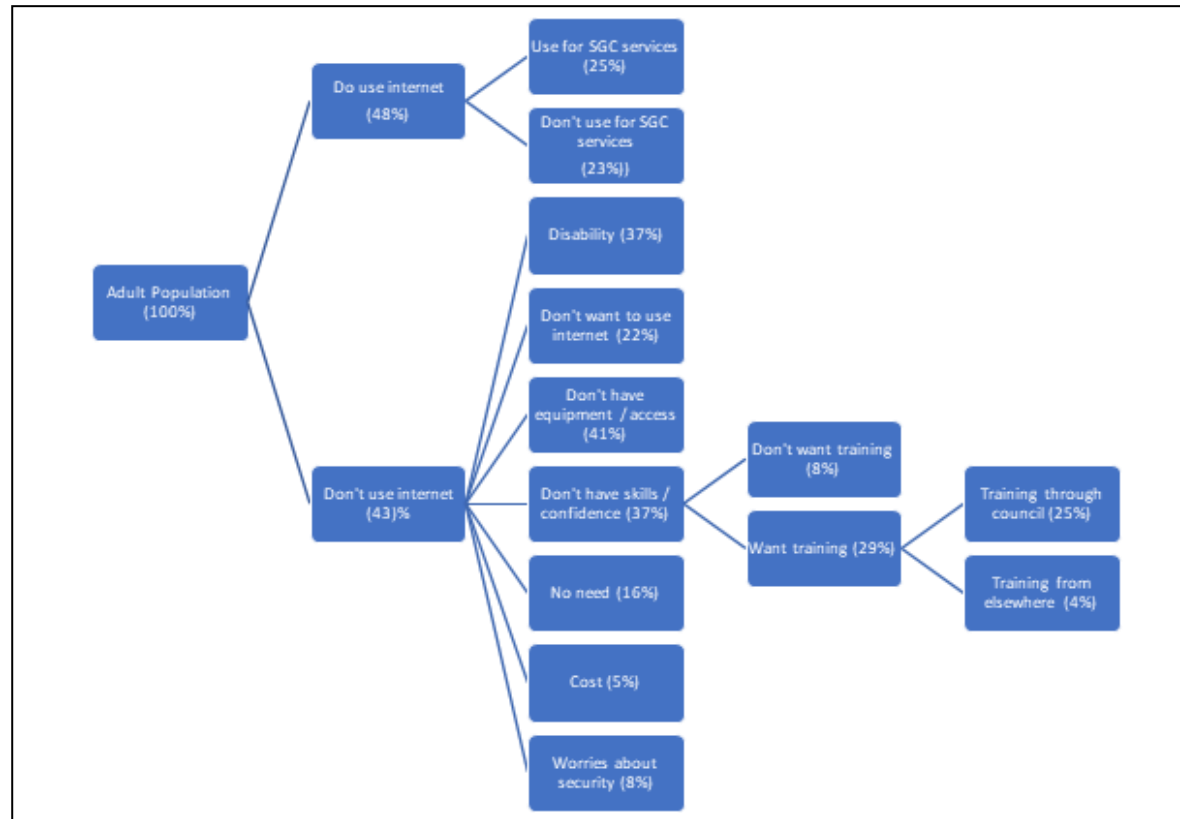 Adult Population
(100%)
Do use internet
(48%)
Use for SGC services
(25%)
Don't use for SGC
services
(23%))
Don't use internet
(43)%
Disability (37%)
Don't want to use
internet (22%)
Don't have
equipment / access
(41%)
Don't have skills /
confidence (37%)
Don't want training
(8%)
Want training (29%)
Training through
council (25%)
Training from
elsewhere (4%)
No need (16%)
Cost (5%)
Worries about
security (8%)